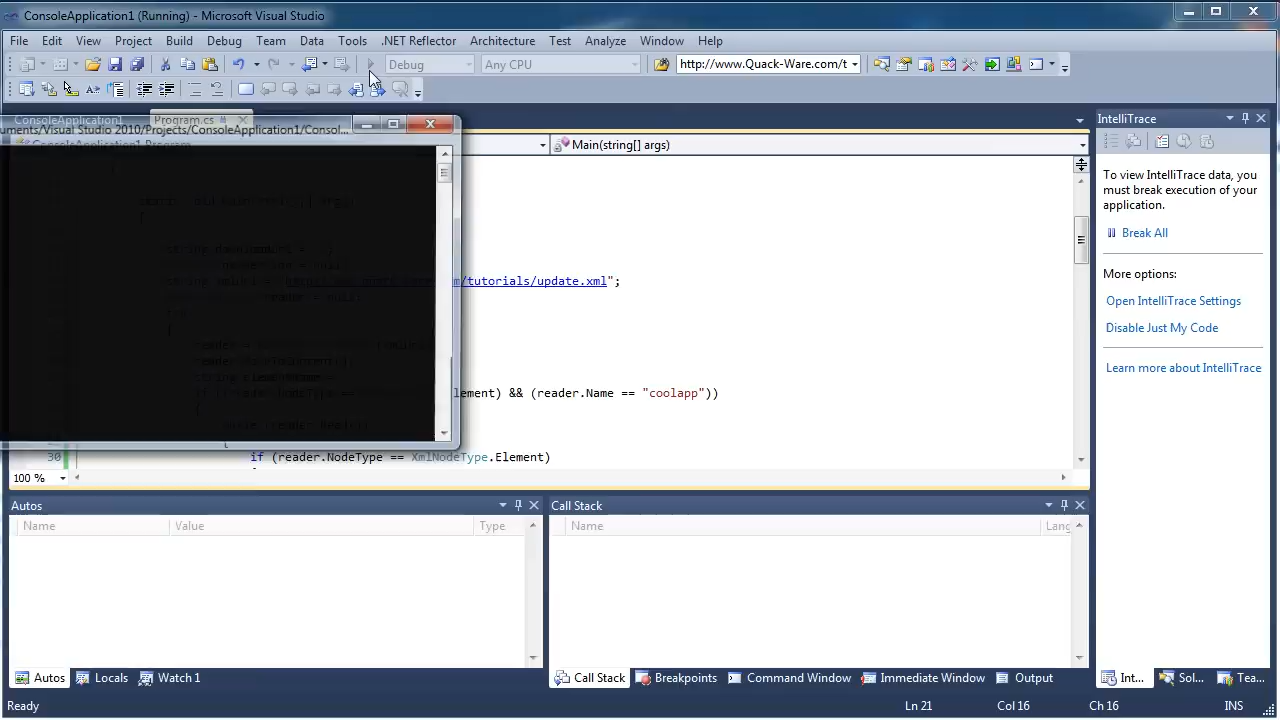 ConsoleApplication1 (Running) - Microsoft Visual Studio
File Edit View Project Build Debug Team Data Tools .NET Reflector Architecture Test Analyze Window Help
Debug Any CPU http://www.Quack-Ware.com/t
ConsoleApplication1 Program.cs
uments/Visual Studio 2010/Projects/ConsoleApplication1/Consol...
ConsoleApplication1.Program Main(string[] args)
m/tutorials/update.xml";
lement) && (reader.Name == "coolapp"))
{
30 if (reader.NodeType == XmlNodeType.Element)
100 %
IntelliTrace
To view IntelliTrace data, you
must break execution of your
application.
Break All
More options:
Open IntelliTrace Settings
Disable Just My Code
Learn more about IntelliTrace
Autos
Name Value Type
Call Stack
Name Lang
Autos Locals Watch 1
Call Stack Breakpoints Command Window Immediate Window Output
Int... Sol... Tea...
Ready Ln 21 Col 16 Ch 16 INS